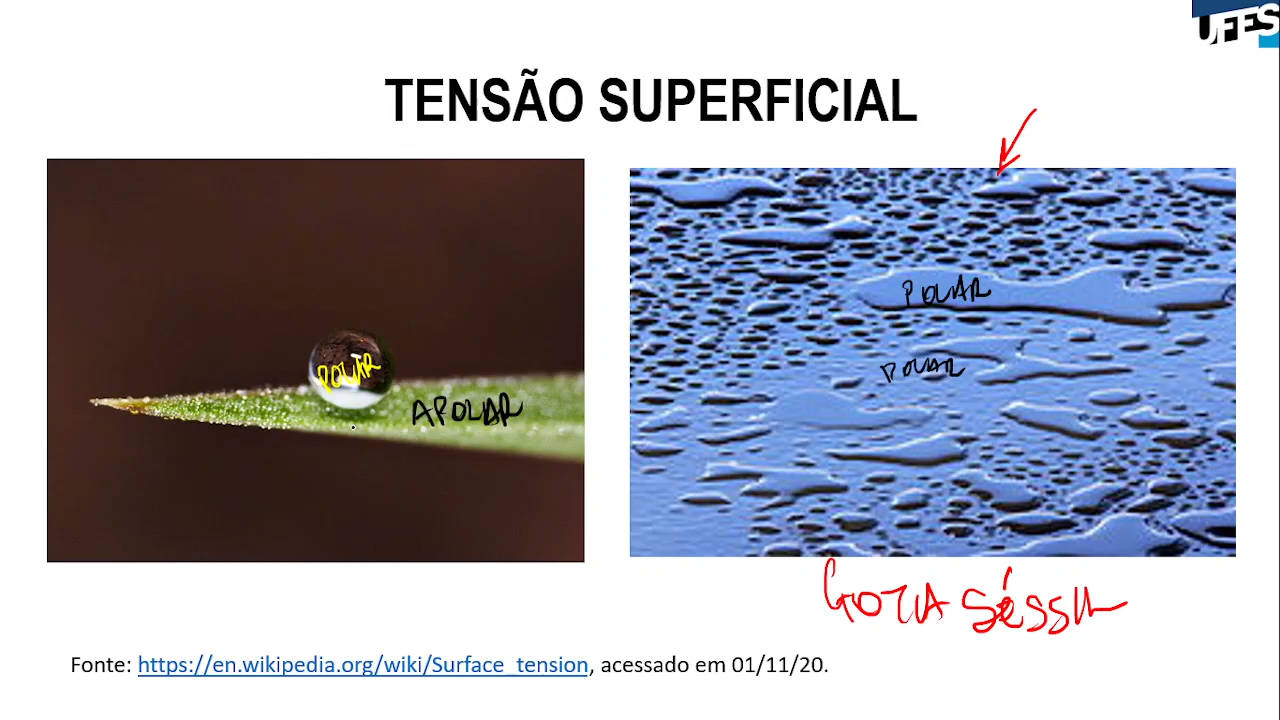 UFES
TENSÃO SUPERFICIAL
POLAR
APOLAR
POLAR
POLAR
GOTA SÉSSIL
Fonte: https://en.wikipedia.org/wiki/Surface_tension, acessado em 01/11/20.